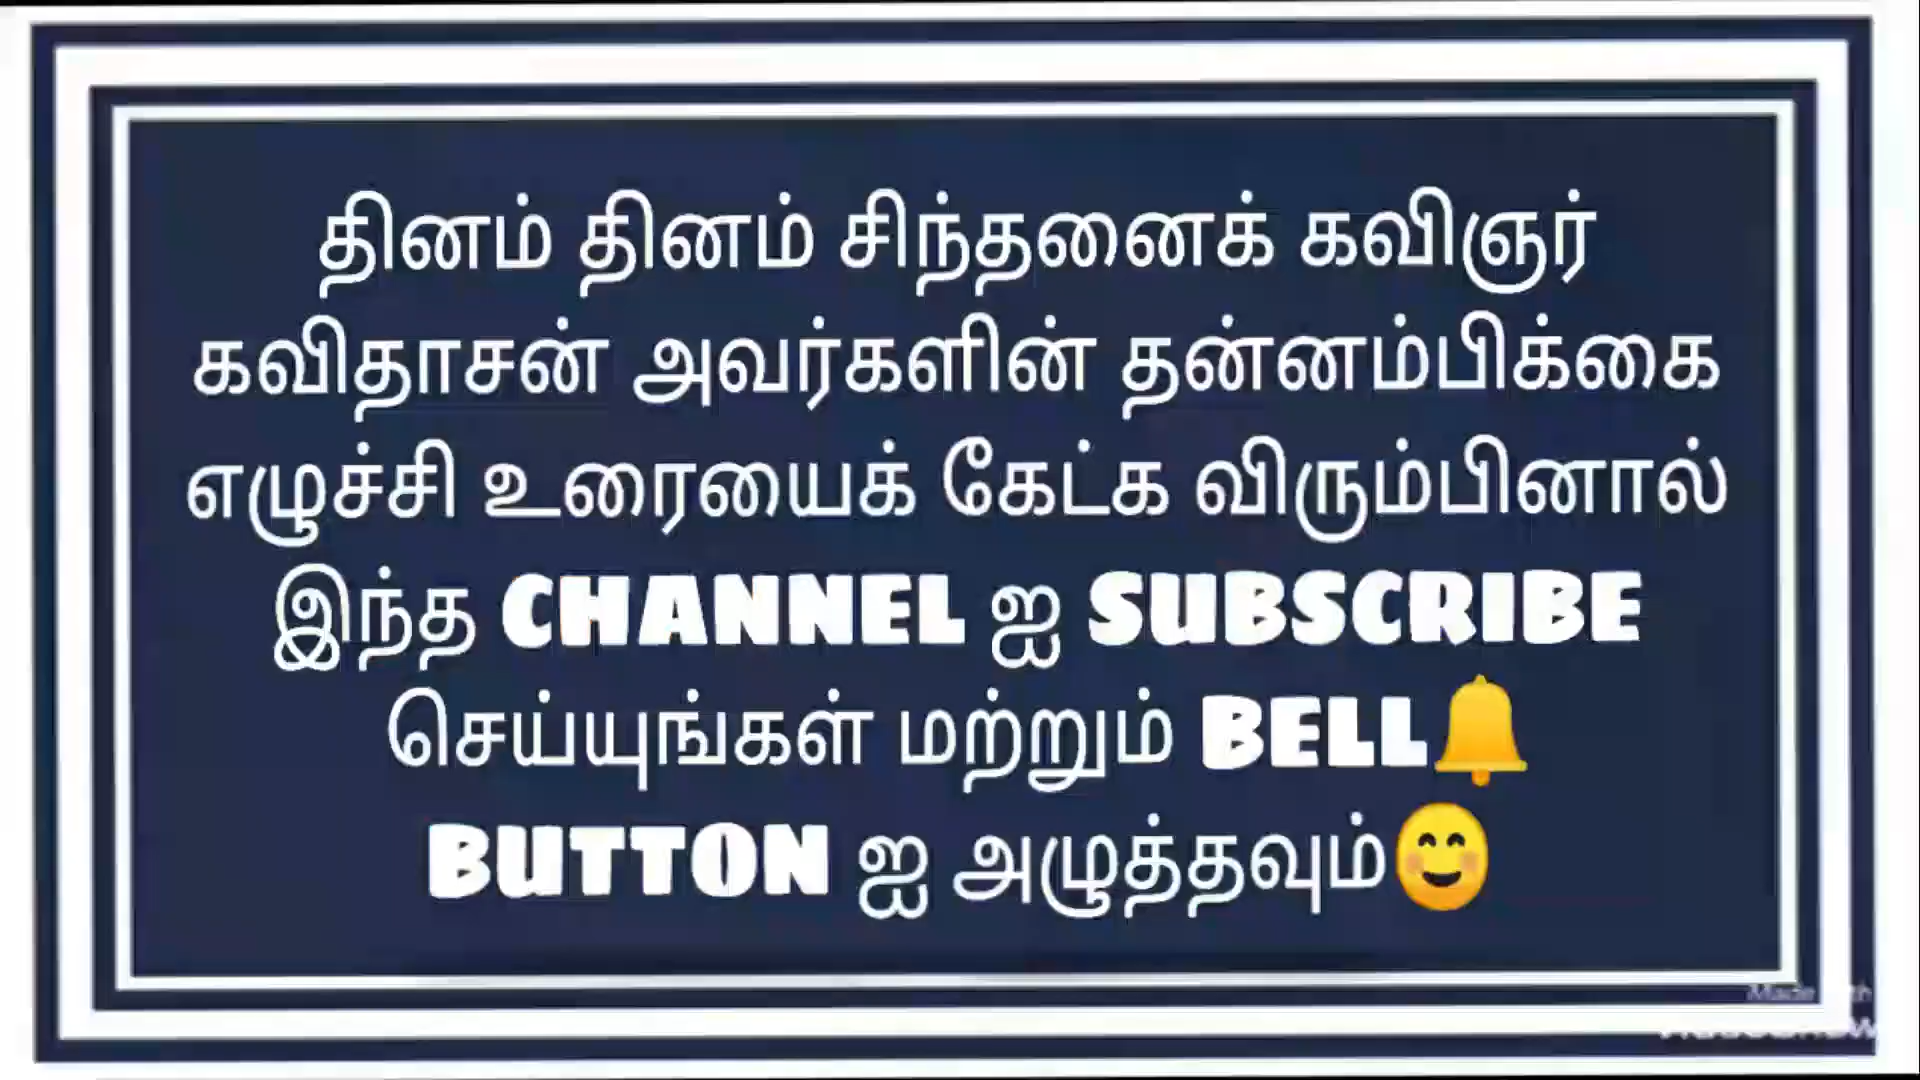 தினம் தினம் சிந்தனைக் கவிஞர்
கவிதாசன் அவர்களின் தன்னம்பிக்கை
எழுச்சி உரையைக் கேட்க விரும்பினால்
இந்த CHANNEL ஐ SUBSCRIBE
செய்யுங்கள் மற்றும் BELL🔔
BUTTON ஐ அழுத்தவும்😊
Made